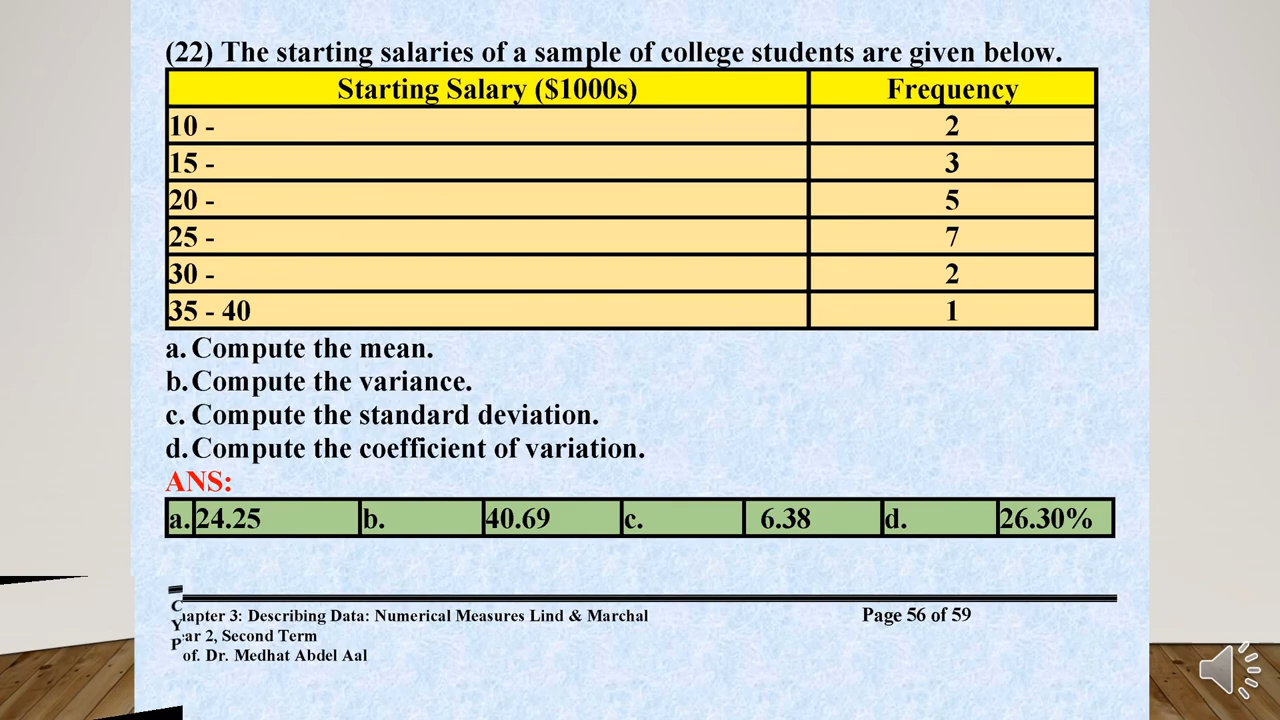 (22) The starting salaries of a sample of college students are given below.
Starting Salary ($1000s) Frequency
10 - 2
15 - 3
20 - 5
25 - 7
30 - 2
35 - 40 1
a. Compute the mean.
b. Compute the variance.
c. Compute the standard deviation.
d. Compute the coefficient of variation.
ANS:
a. 24.25 b. 40.69 c. 6.38 d. 26.30%
C
apter 3: Describing Data: Numerical Measures Lind & Marchal Page 56 of 59
Y
ar 2, Second Term
P
of. Dr. Medhat Abdel Aal